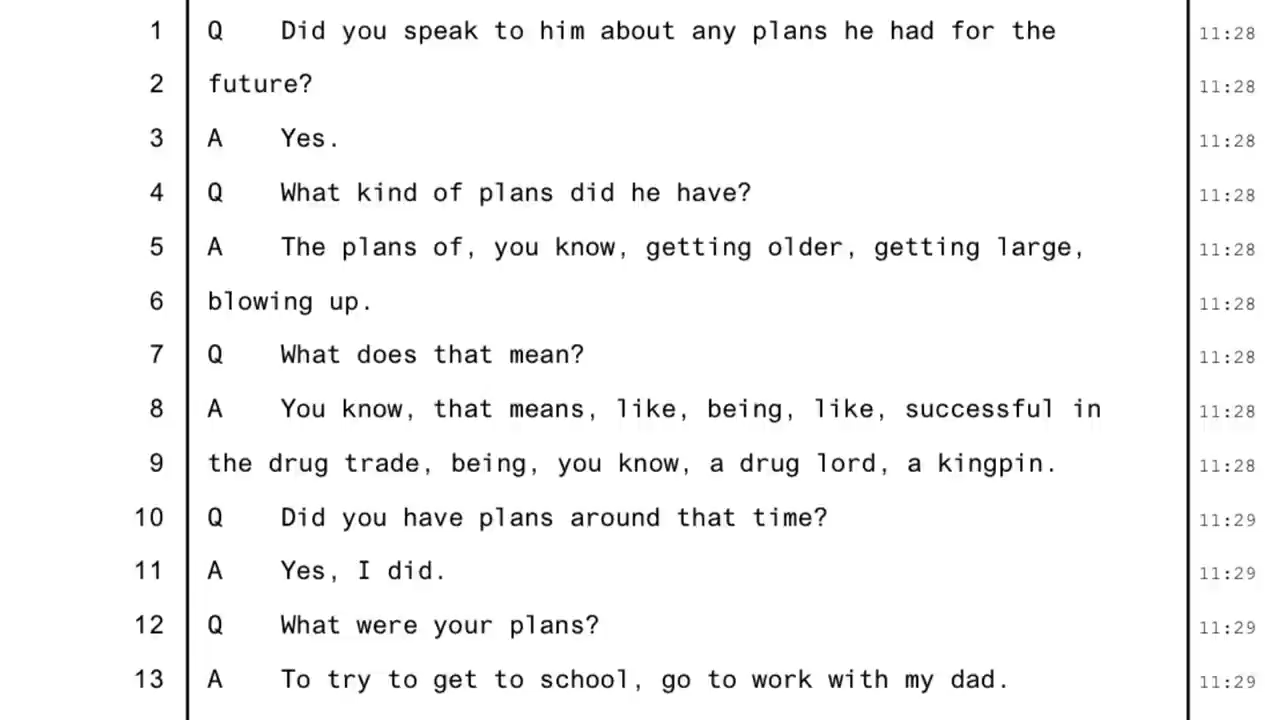 1 Q Did you speak to him about any plans he had for the 11:28
2 future? 11:28
3 A Yes. 11:28
4 Q What kind of plans did he have? 11:28
5 A The plans of, you know, getting older, getting large, 11:28
6 blowing up. 11:28
7 Q What does that mean? 11:28
8 A You know, that means, like, being, like, successful in 11:28
9 the drug trade, being, you know, a drug lord, a kingpin. 11:28
10 Q Did you have plans around that time? 11:29
11 A Yes, I did. 11:29
12 Q What were your plans? 11:29
13 A To try to get to school, go to work with my dad. 11:29